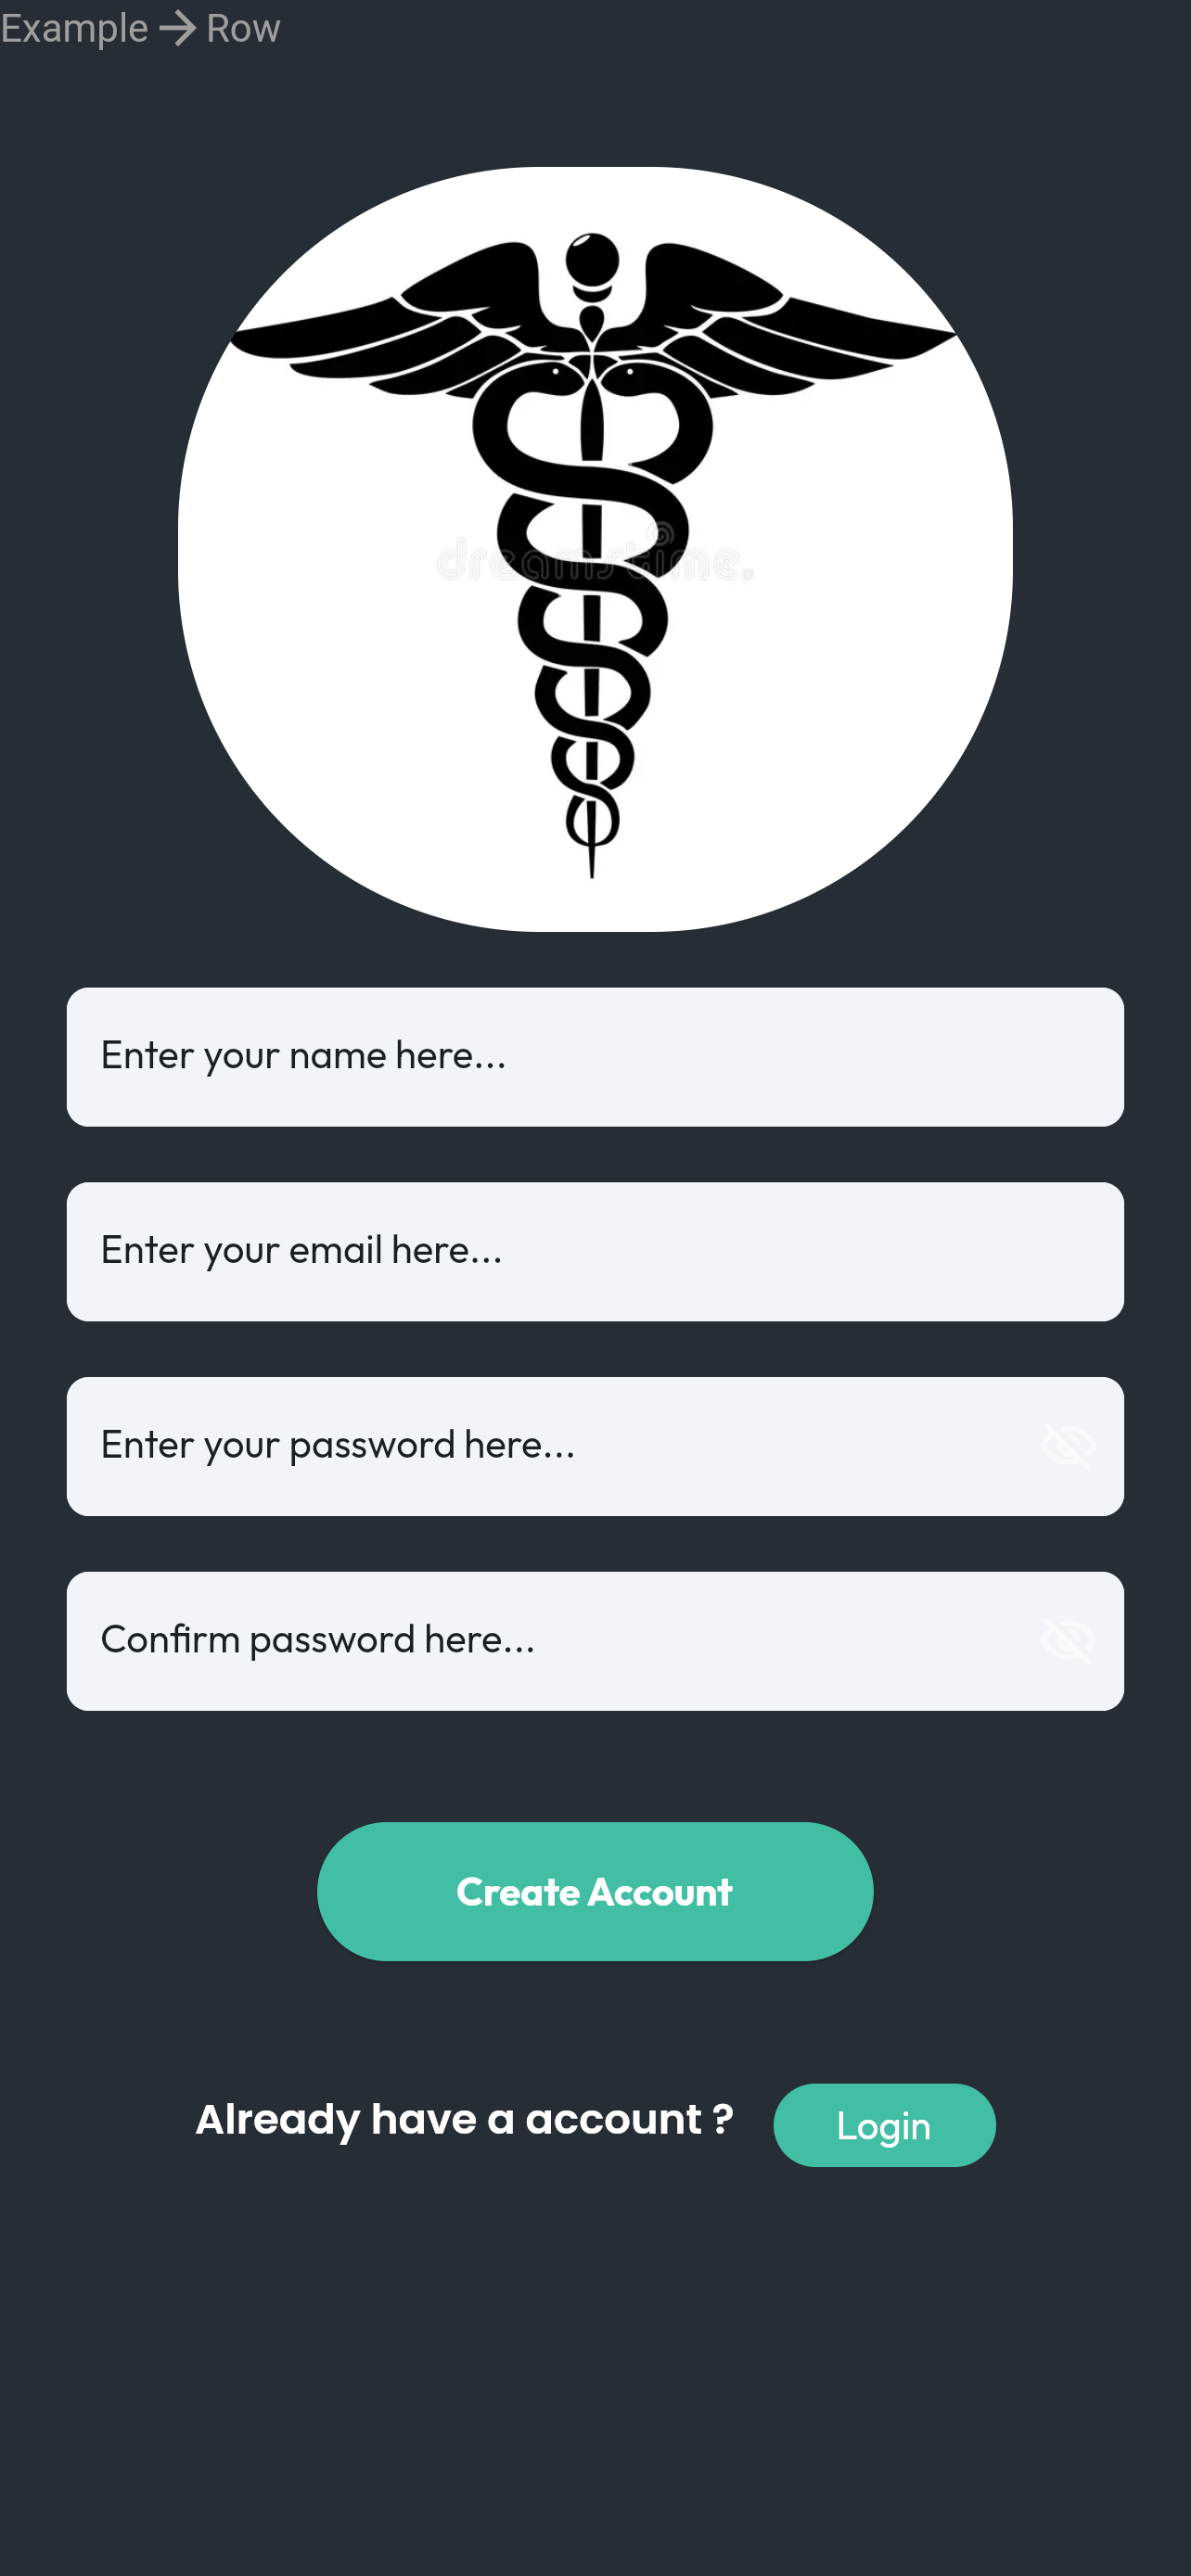 Example → Row
dreamstime.
Enter your name here...
Enter your email here...
Enter your password here...
Confirm password here...
Create Account
Already have a account ?
Login